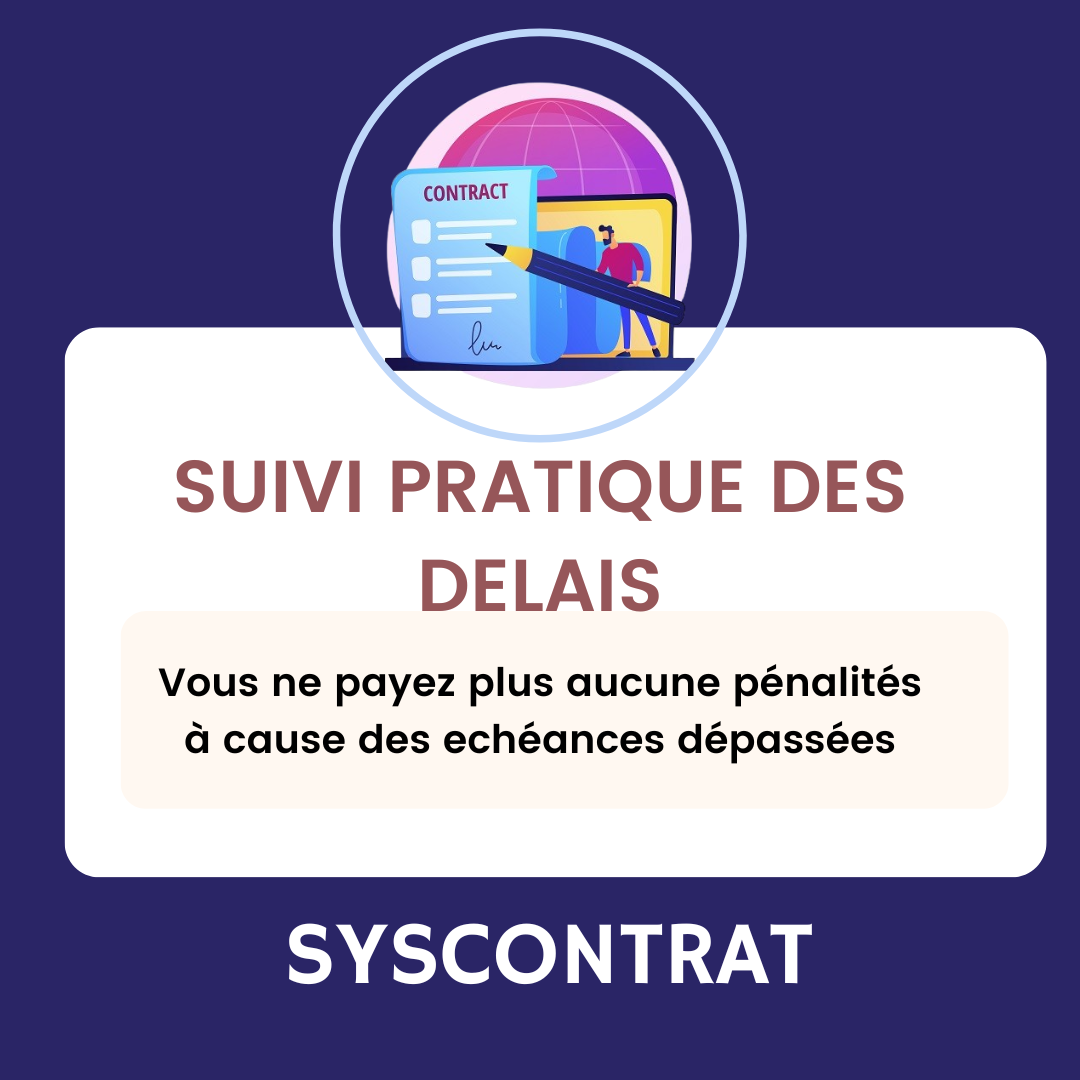 CONTRACT
SUIVI PRATIQUE DES
DELAIS
Vous ne payez plus aucune pénalités
à cause des echéances dépassées
SYSCONTRAT